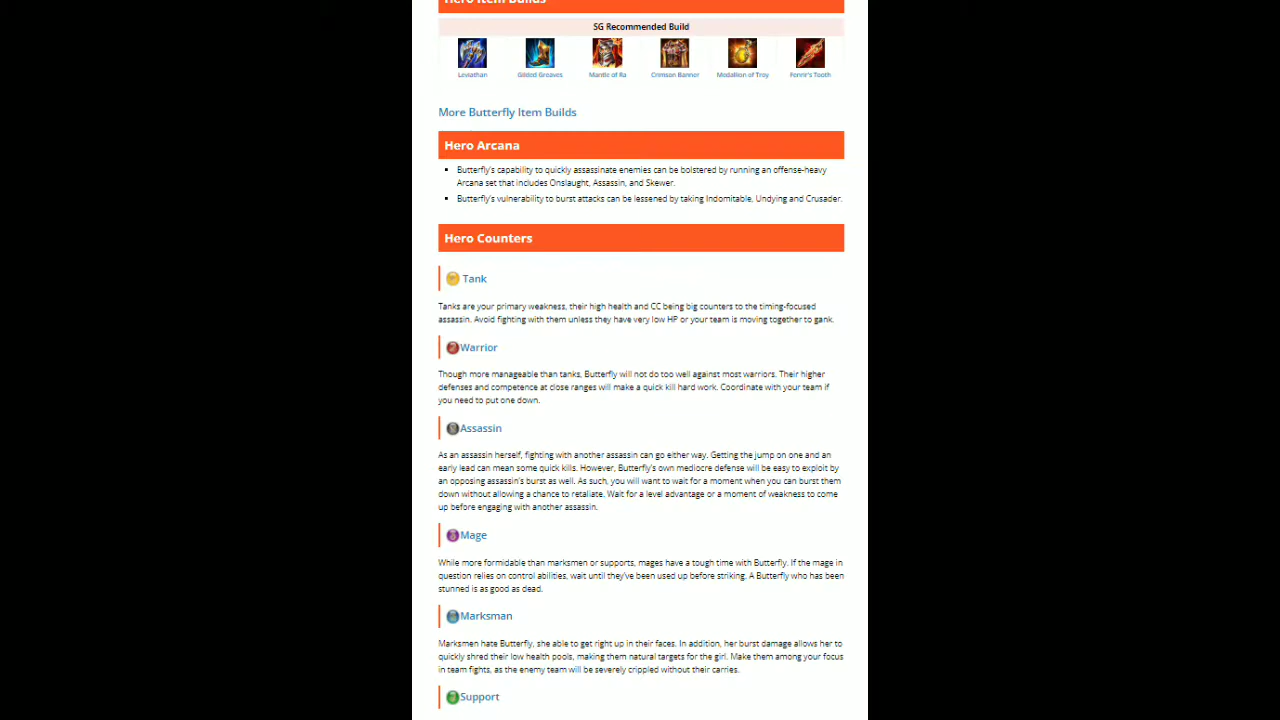 Hero Item Builds
SG Recommended Build
Leviathan Gilded Greaves Mantle of Ra Crimson Banner Medallion of Troy Fenrir's Tooth
More Butterfly Item Builds
Hero Arcana
Butterfly's capability to quickly assassinate enemies can be bolstered by running an offense-heavy
Arcana set that includes Onslaught, Assassin, and Skewer.
Butterfly's vulnerability to burst attacks can be lessened by taking Indomitable, Undying and Crusader.
Hero Counters
Tank
Tanks are your primary weakness, their high health and CC being big counters to the timing-focused
assassin. Avoid fighting with them unless they have very low HP or your team is moving together to gank.
Warrior
Though more manageable than tanks, Butterfly will not do too well against most warriors. Their higher
defenses and competence at close ranges will make a quick kill hard work. Coordinate with your team if
you need to put one down.
Assassin
As an assassin herself, fighting with another assassin can go either way. Getting the jump on one and an
early lead can mean some quick kills. However, Butterfly's own mediocre defense will be easy to exploit by
an opposing assassin's burst as well. As such, you will want to wait for a moment when you can burst them
down without allowing a chance to retaliate. Wait for a level advantage or a moment of weakness to come
up before engaging with another assassin.
Mage
While more formidable than marksmen or supports, mages have a tough time with Butterfly. If the mage in
question relies on control abilities, wait until they've been used up before striking. A Butterfly who has been
stunned is as good as dead.
Marksman
Marksmen hate Butterfly, she able to get right up in their faces. In addition, her burst damage allows her to
quickly shred their low health pools, making them natural targets for the girl. Make them among your focus
in team fights, as the enemy team will be severely crippled without their carries.
Support